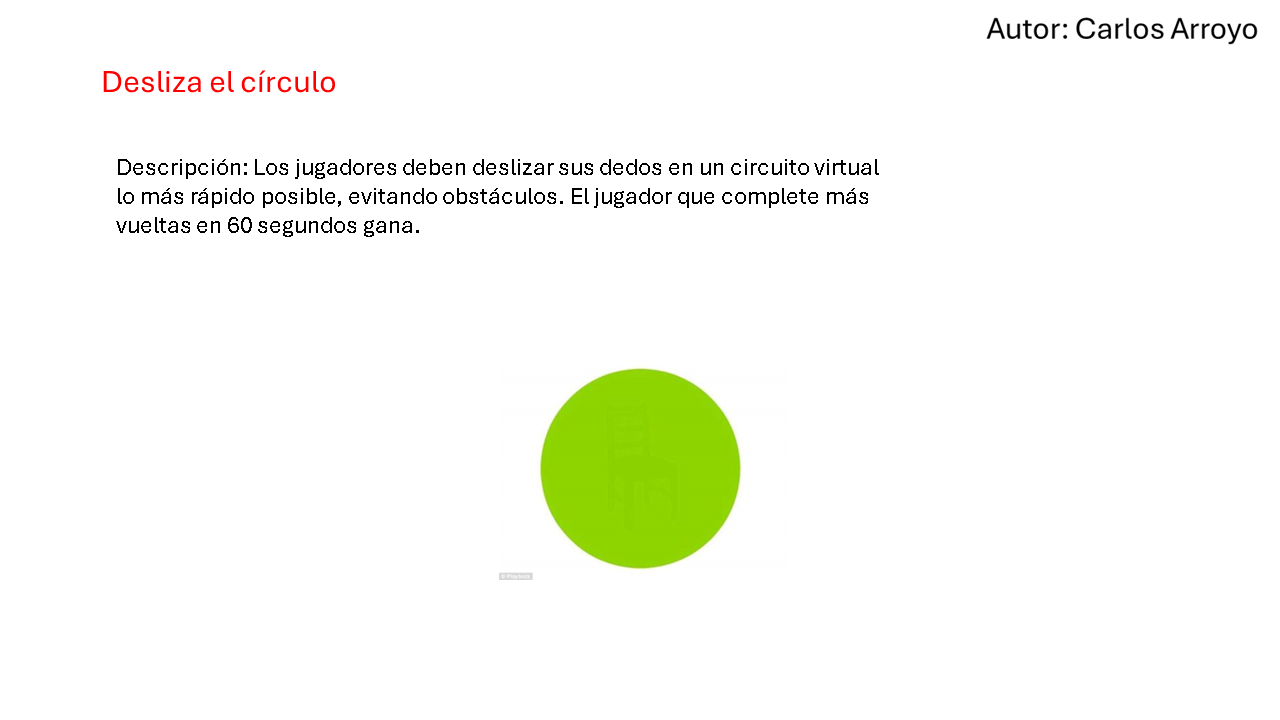 Autor: Carlos Arroyo
Desliza el círculo
Descripción: Los jugadores deben deslizar sus dedos en un circuito virtual
lo más rápido posible, evitando obstáculos. El jugador que complete más
vueltas en 60 segundos gana.